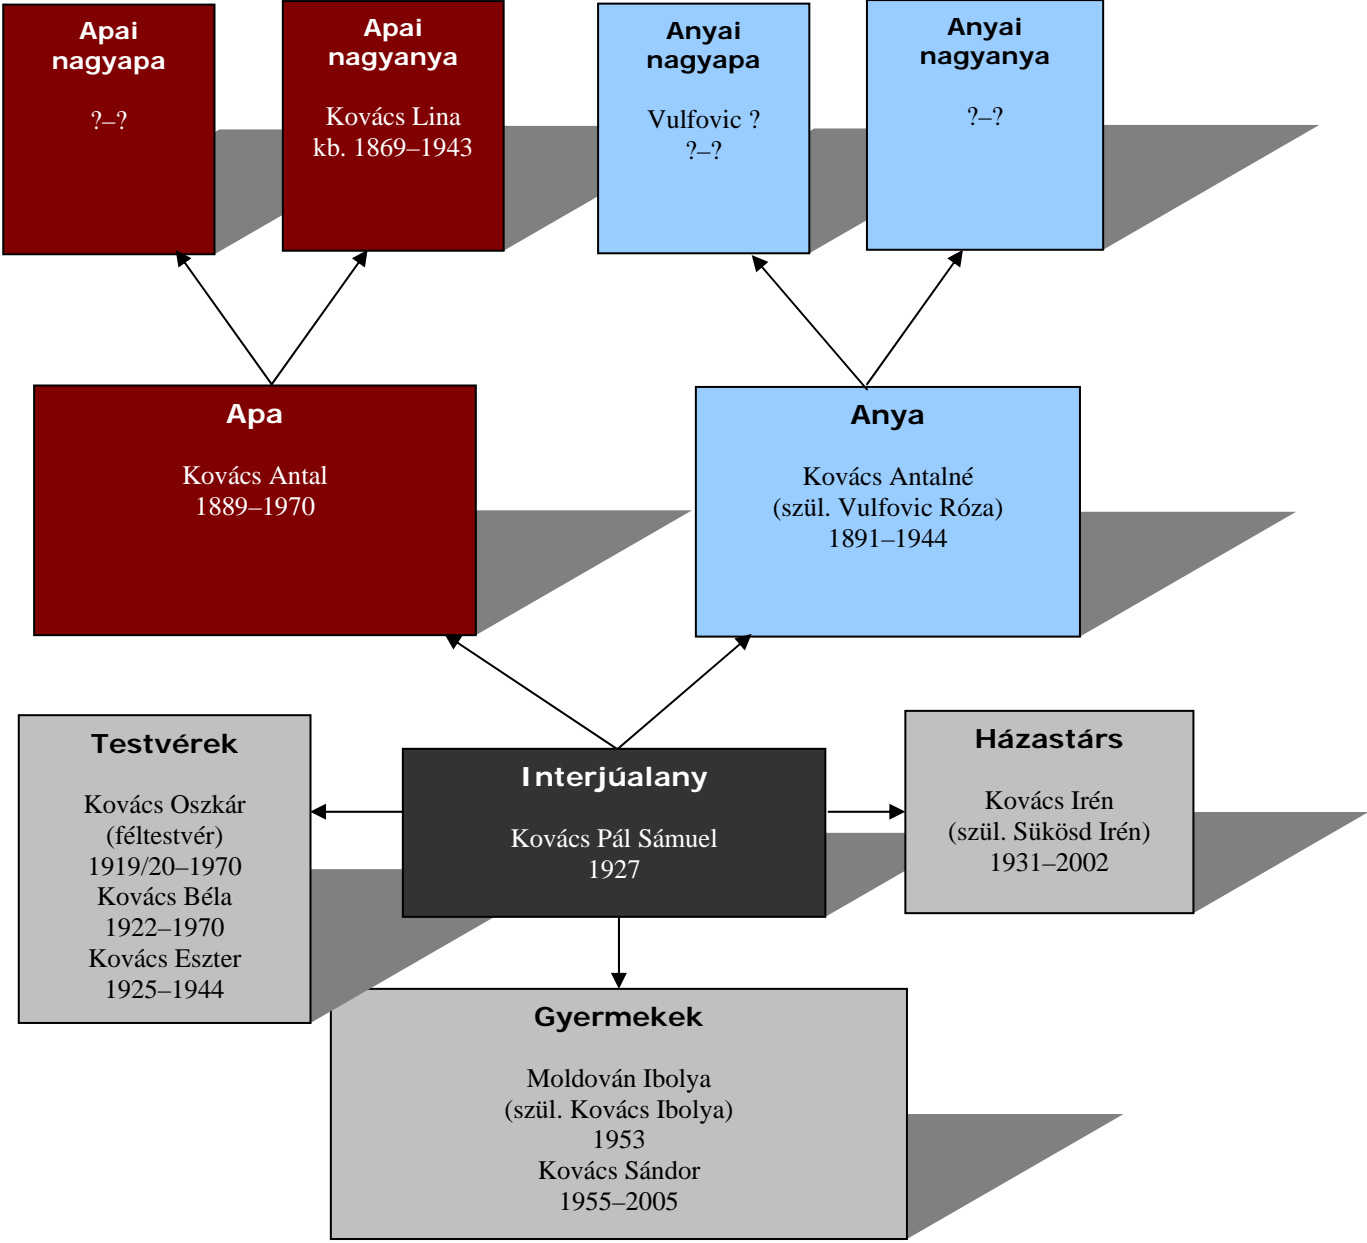 Apai
nagyapa
?–?
Apai
nagyanya
Kovács Lina
kb. 1869–1943
Anyai
nagyapa
Vulfovic ?
?–?
Anyai
nagyanya
?–?
Apa
Kovács Antal
1889–1970
Anya
Kovács Antalné
(szül. Vulfovic Róza)
1891–1944
Testvérek
Kovács Oszkár
(féltestvér)
1919/20–1970
Kovács Béla
1922–1970
Kovács Eszter
1925–1944
Interjúalany
Kovács Pál Sámuel
1927
Házastárs
Kovács Irén
(szül. Sükösd Irén)
1931–2002
Gyermekek
Moldován Ibolya
(szül. Kovács Ibolya)
1953
Kovács Sándor
1955–2005